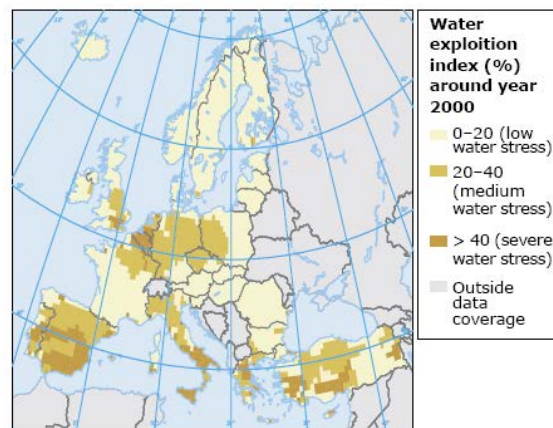 Water
exploition
index (%)
around year
2000
0–20 (low
water stress)
20–40
(medium
water stress)
> 40 (severe
water stress)
Outside
data
coverage